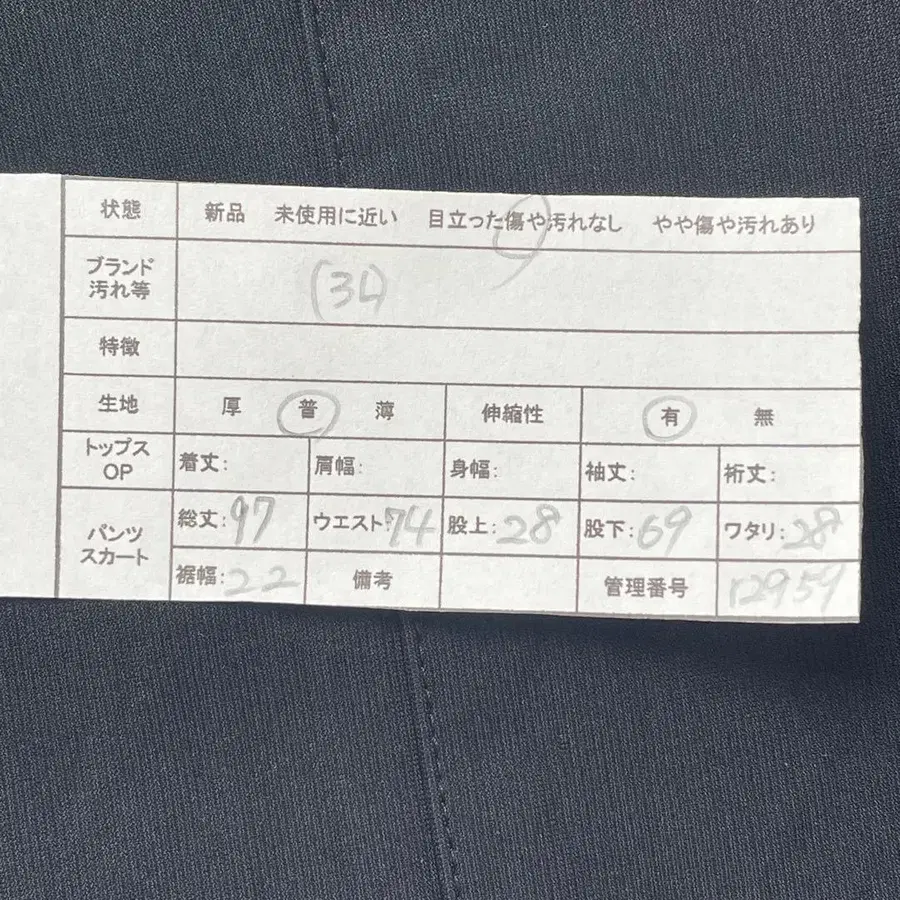 状態 新品 未使用に近い 目立った傷や汚れなし やや傷や汚れあり
ブランド
汚れ等 (3L)
特徴
生地 厚 普 薄 伸縮性 有 無
トップス
OP 着丈: 肩幅: 身幅: 袖丈: 裄丈:
パンツ
スカート 総丈:97 ウエスト:74 股上:28 股下:69 ワタリ:28
裾幅:22 備考 管理番号 r2959